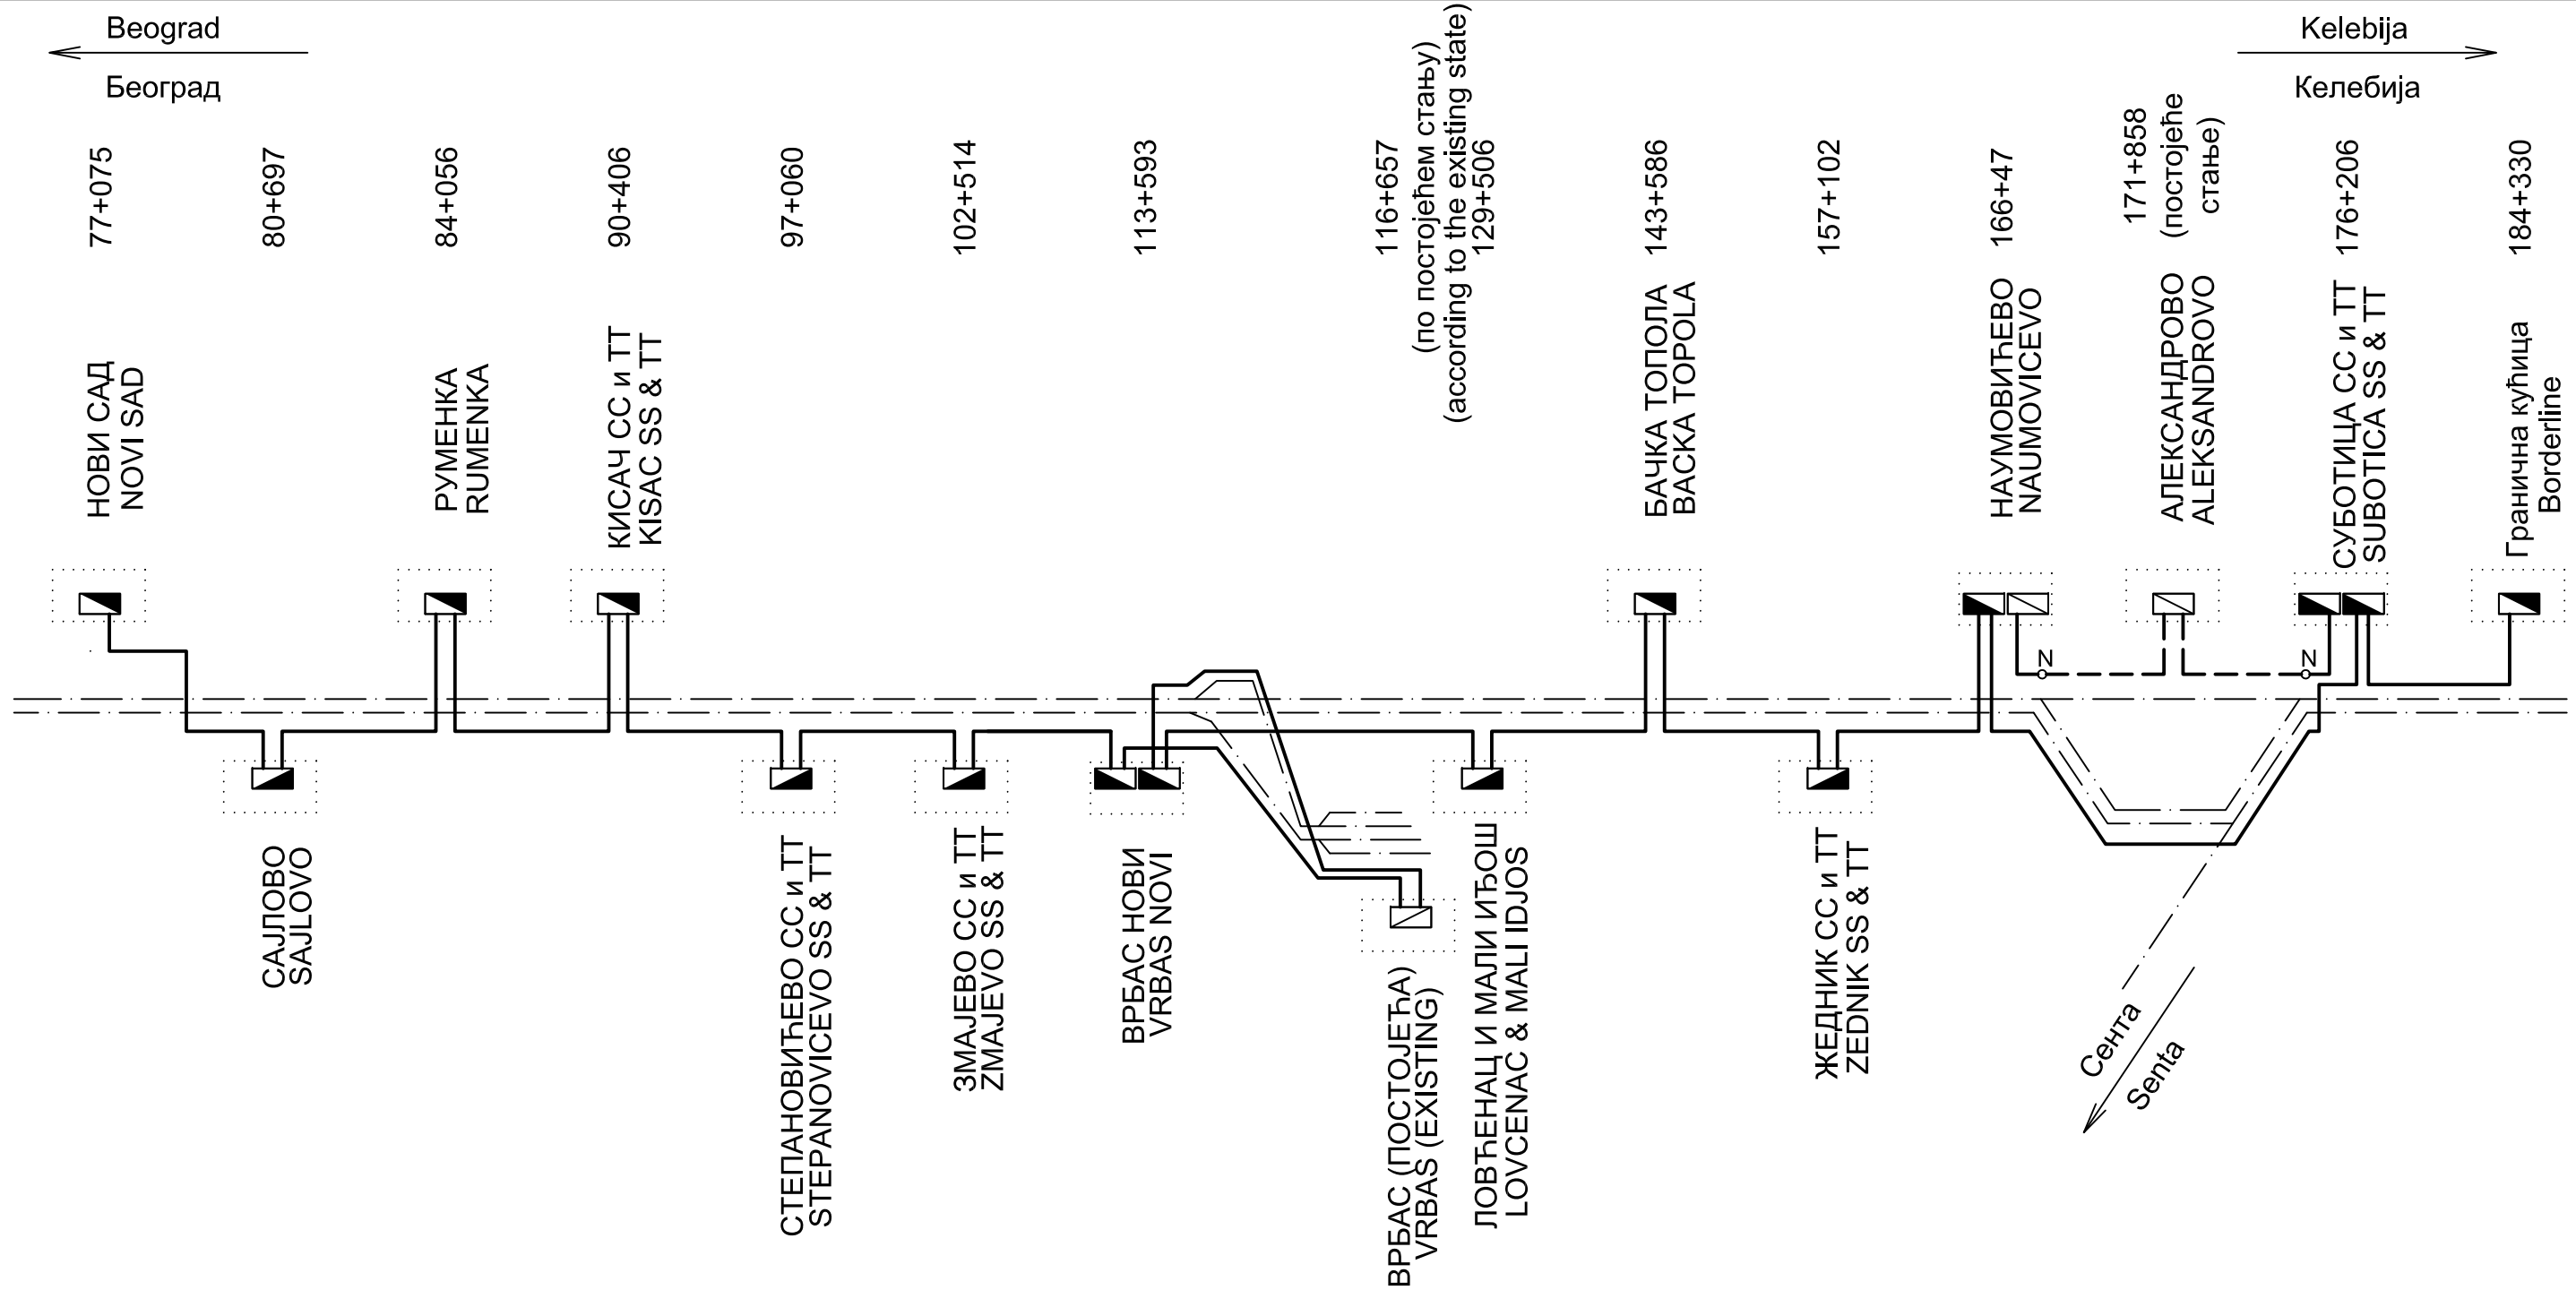 Beograd
Београд
Kelebija
Келебија
77+075
80+697
84+056
90+406
97+060
102+514
113+593
116+657
(по постојећем стању)
(according to the existing state)
129+506
143+586
157+102
166+47
171+858
(постојеће
стање)
176+206
184+330
НОВИ САД
NOVI SAD
РУМЕНКА
RUMENKA
КИСАЧ СС и ТТ
KISAC SS & TT
БАЧКА ТОПОЛА
BACKA TOPOLA
НАУМОВИЋЕВО
NAUMOVICEVO
АЛЕКСАНДРОВО
ALEKSANDROVO
СУБОТИЦА СС и ТТ
SUBOTICA SS & TT
Гранична кућица
Borderline
N
N
САЈЛОВО
SAJLOVO
СТЕПАНОВИЋЕВО СС и ТТ
STEPANOVICEVO SS & TT
ЗМАЈЕВО СС и ТТ
ZMAJEVO SS & TT
ВРБАС НОВИ
VRBAS NOVI
ВРБАС (ПОСТОЈЕЋА)
VRBAS (EXISTING)
ЛОВЋЕНАЦ И МАЛИ ИЂОШ
LOVCENAC & MALI IDJOS
ЖЕДНИК СС и ТТ
ZEDNIK SS & TT
Сента
Senta